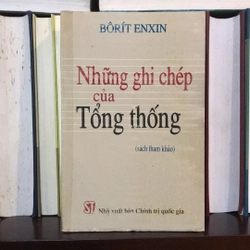 BÔRÍT ENXIN
Những ghi chép
của
Tổng thống
(sách tham khảo)
Nhà xuất bản Chính trị quốc gia